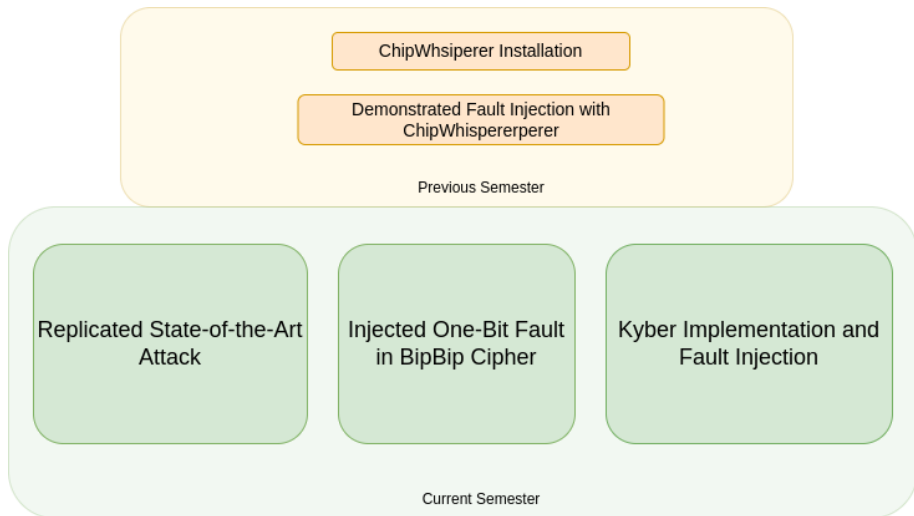 ChipWhsiperer Installation
Demonstrated Fault Injection with
ChipWhispererperer
Previous Semester
Replicated State-of-the-Art
Attack
Injected One-Bit Fault
in BipBip Cipher
Kyber Implementation and
Fault Injection
Current Semester